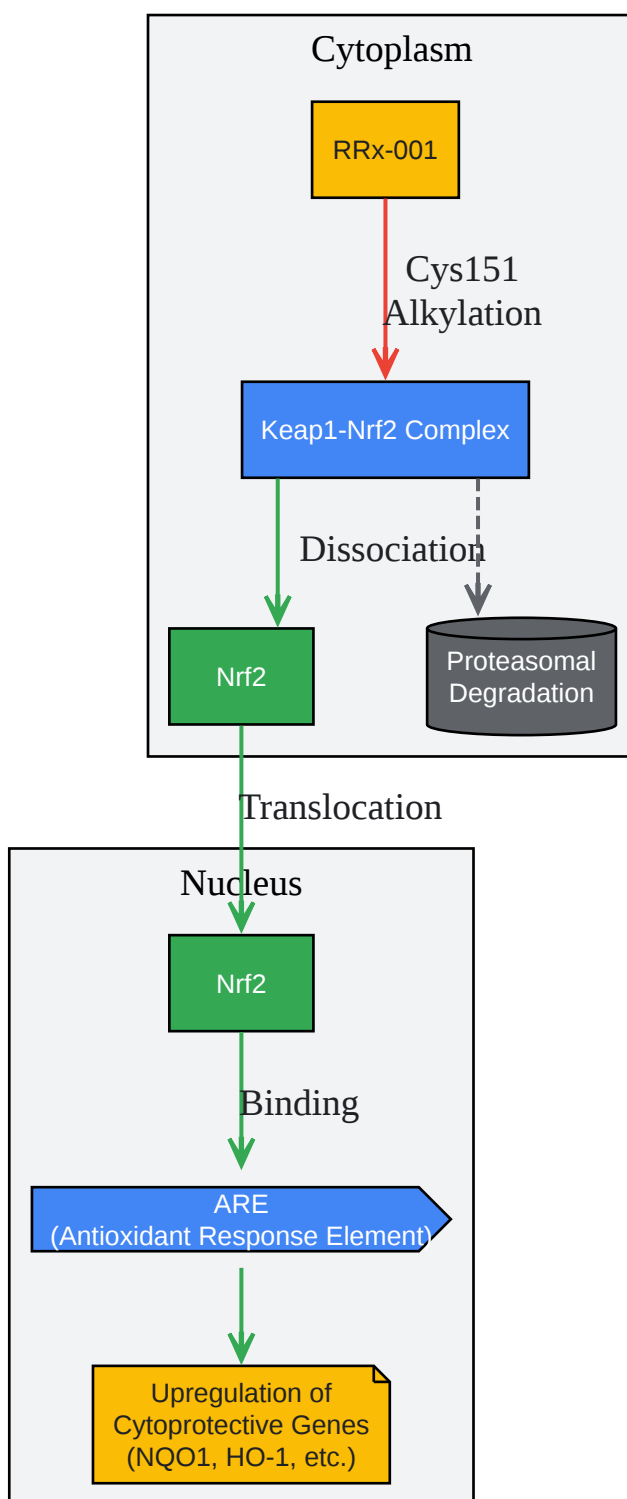 Cytoplasm
RRx-001
Cys151
Alkylation
Keap1-Nrf2 Complex
Dissociation
Nrf2
Proteasomal
Degradation
Translocation
Nucleus
Nrf2
Binding
ARE
(Antioxidant Response Element)
Upregulation of
Cytoprotective Genes
(NQO1, HO-1, etc.)